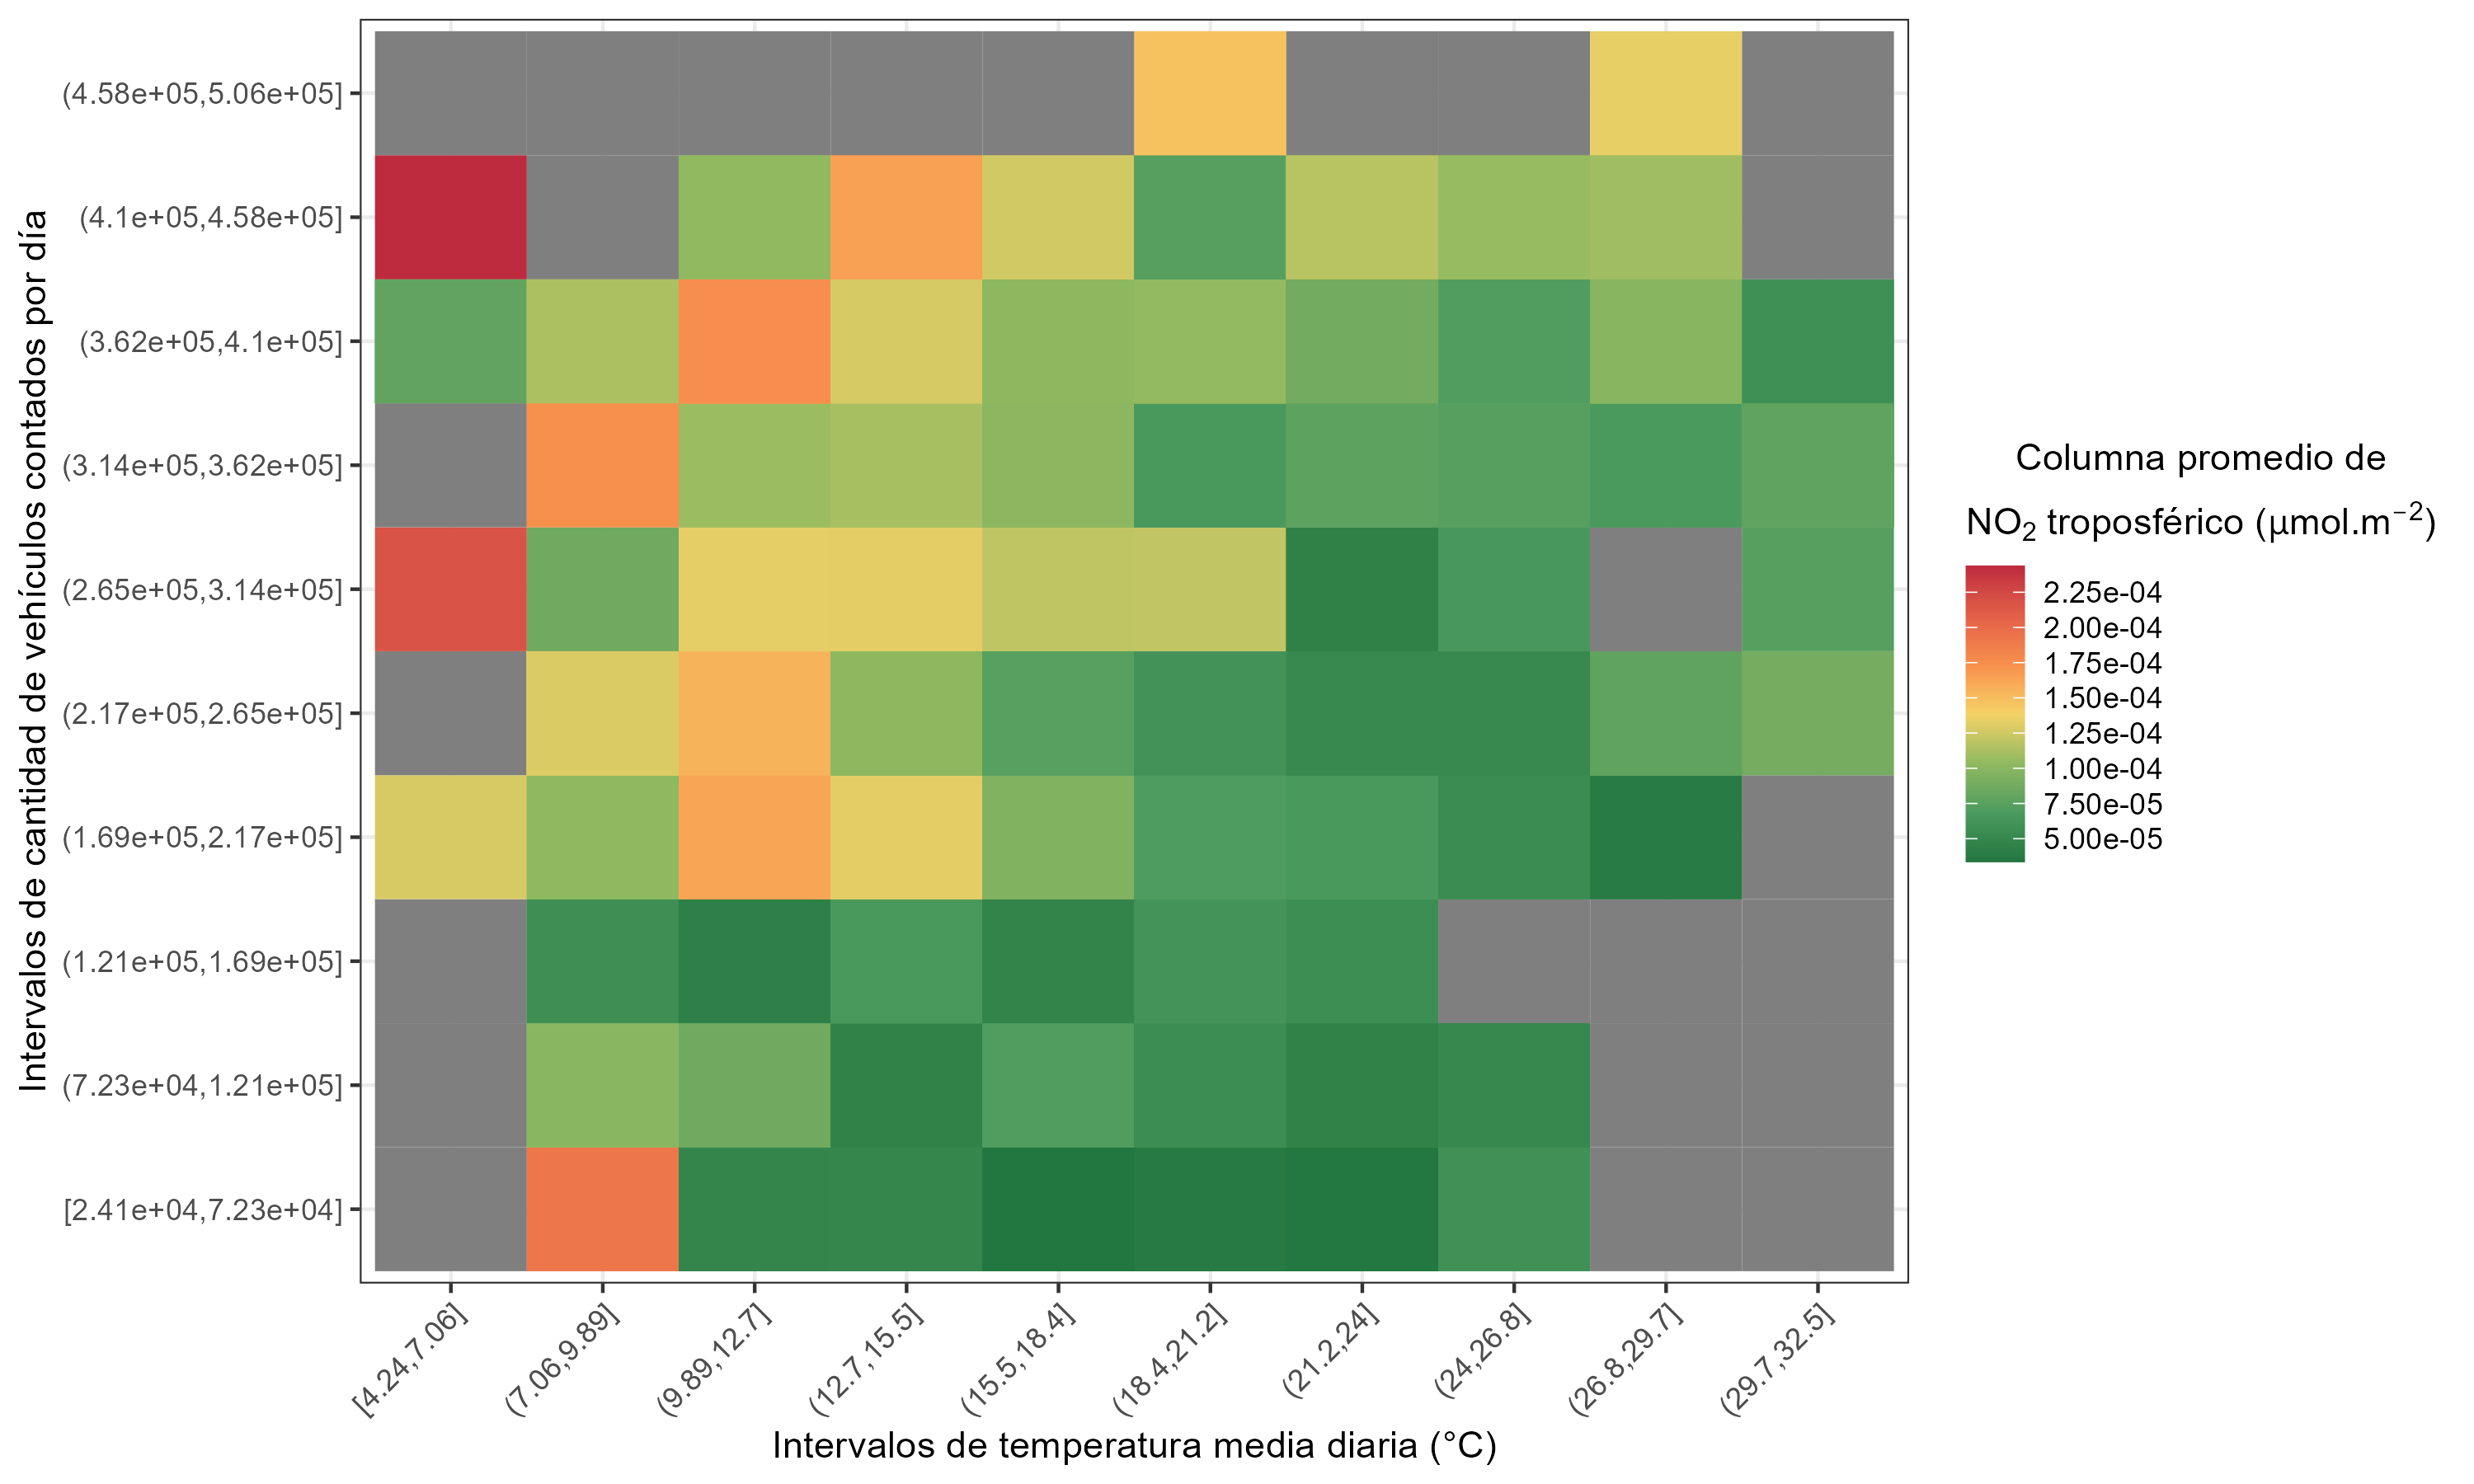 Intervalos de cantidad de vehículos contados por día
(4.58e+05,5.06e+05]
(4.1e+05,4.58e+05]
(3.62e+05,4.1e+05]
(3.14e+05,3.62e+05]
(2.65e+05,3.14e+05]
(2.17e+05,2.65e+05]
(1.69e+05,2.17e+05]
(1.21e+05,1.69e+05]
(7.23e+04,1.21e+05]
[2.41e+04,7.23e+04]
[4.24,7.06]
(7.06,9.89]
(9.89,12.7]
(12.7,15.5]
(15.5,18.4]
(18.4,21.2]
(21.2,24]
(24,26.8]
(26.8,29.7]
(29.7,32.5]
Intervalos de temperatura media diaria (°C)
Columna promedio de
NO₂ troposférico (µmol.m⁻²)
2.25e-04
2.00e-04
1.75e-04
1.50e-04
1.25e-04
1.00e-04
7.50e-05
5.00e-05